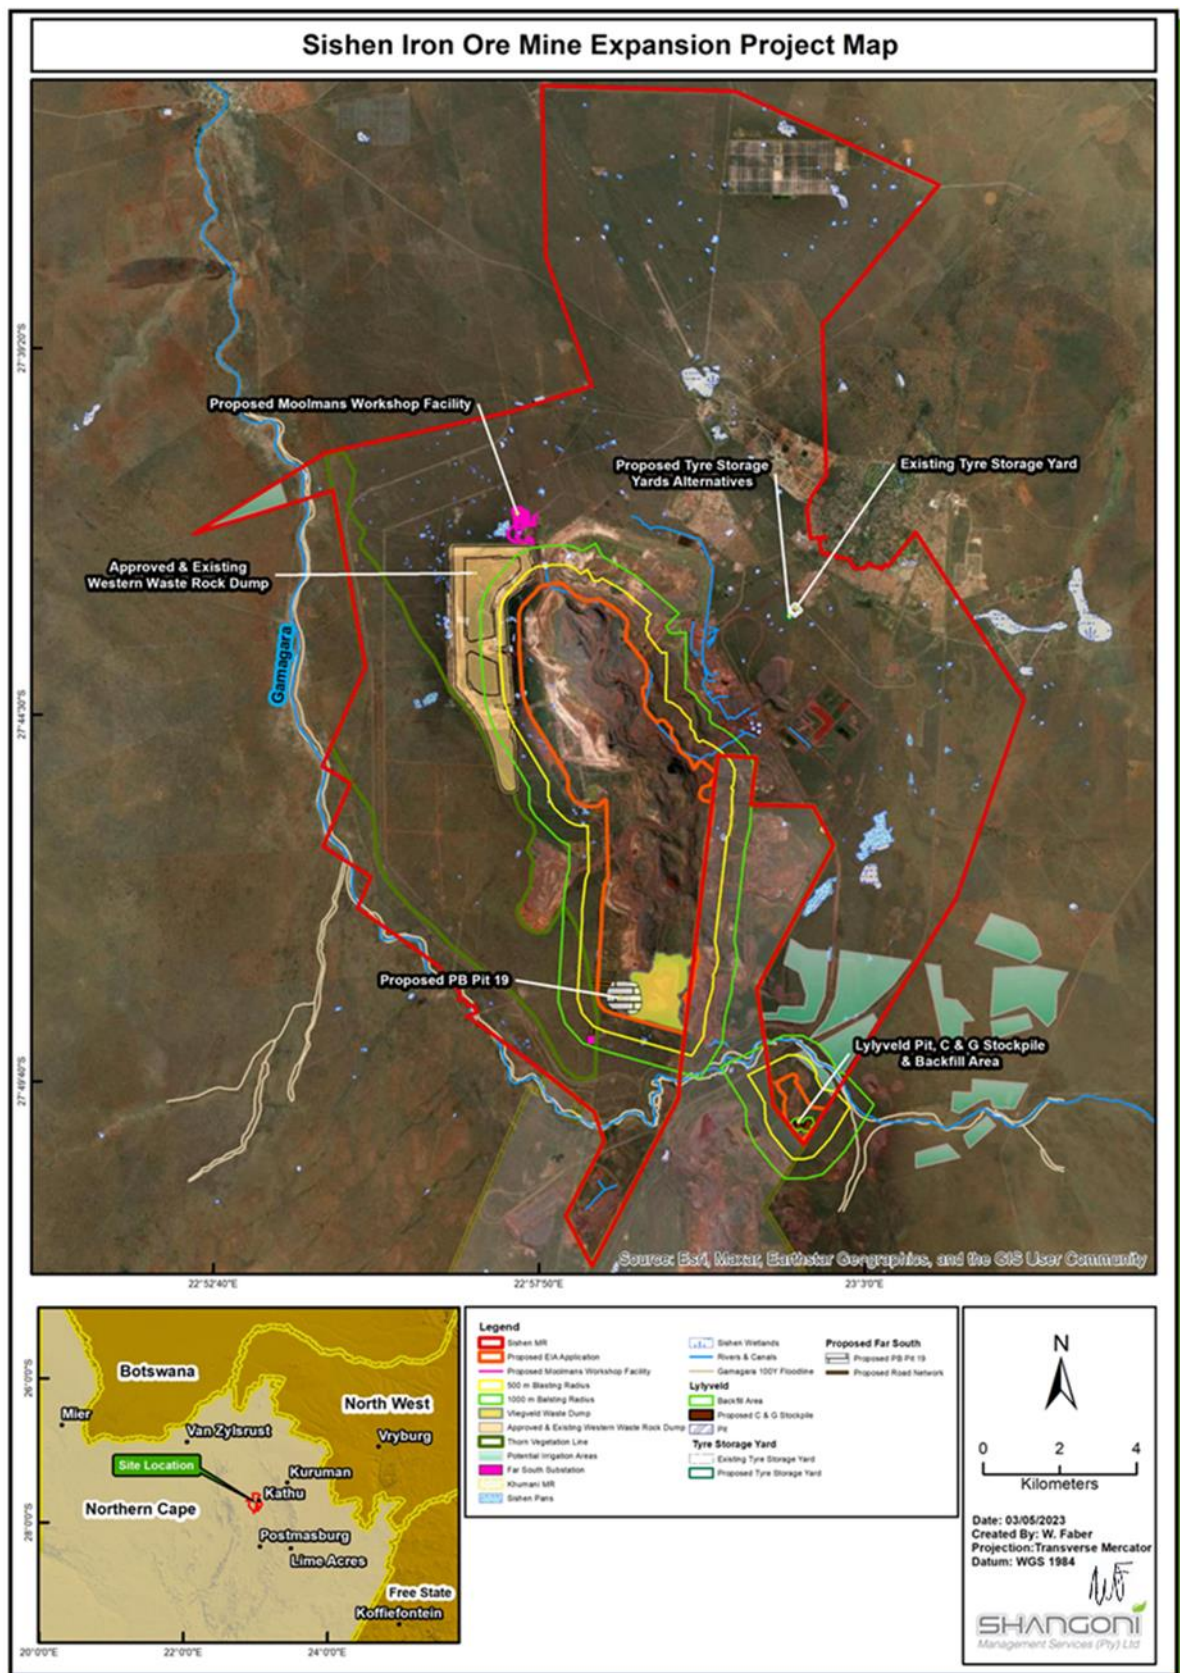 Sishen Iron Ore Mine Expansion Project Map
27°39'20"S
27°44'30"S
27°49'40"S
Proposed Moolmans Workshop Facility
Proposed Tyre Storage
Yards Alternatives
Existing Tyre Storage Yard
Approved & Existing
Western Waste Rock Dump
Gamagara
Proposed PB Pit 19
Lylyveld Pit, C & G Stockpile
& Backfill Area
Source: Esri, Maxar, Earthstar Geographics, and the GIS User Community
22°52'40"E
22°57'50"E
23°3'0"E
Botswana
North West
Mier
Van Zylsrust
Vryburg
Site Location
Kuruman
Kathu
Northern Cape
Postmasburg
Lime Acres
Free State
Koffiefontein
26°0'0"S
28°0'0"S
20°0'0"E
22°0'0"E
24°0'0"E
Legend
Sishen MR
Proposed EIA Application
Proposed Moolmans Workshop Facility
500 m Blasting Radius
1000 m Balsting Radius
Vliegveld Waste Dump
Approved & Existing Western Waste Rock Dump
Thorn Vegetation Line
Potential Irrigation Areas
Far South Substation
Khumani MR
Sishen Pans
Sishen Wetlands
Rivers & Canals
Gamagara 100Y Floodline
Lylyveld
Backfill Area
Proposed C & G Stockpile
Pit
Tyre Storage Yard
Existing Tyre Storage Yard
Proposed Tyre Storage Yard
Proposed Far South
Proposed PB Pit 19
Proposed Road Network
N
0 2 4
Kilometers
Date: 03/05/2023
Created By: W. Faber
Projection:Transverse Mercator
Datum: WGS 1984
SHANGONI
Management Services (Pty) Ltd